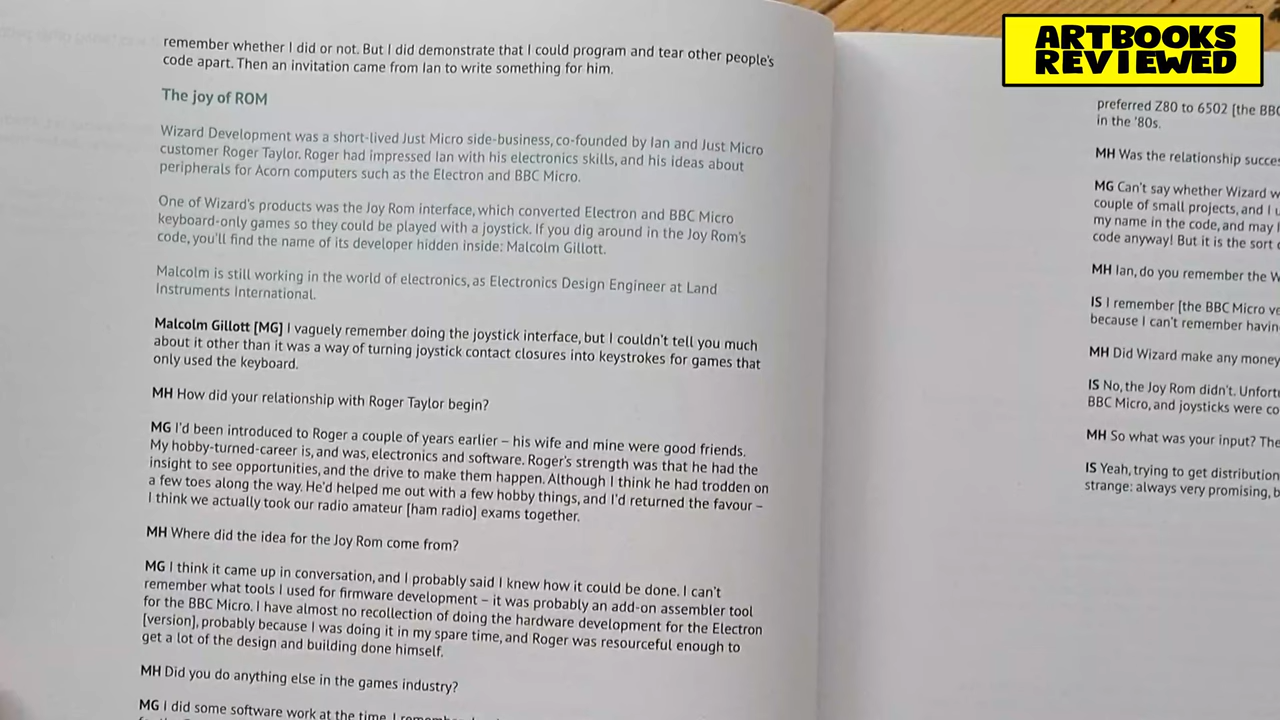 ARTBOOKS
REVIEWED
remember whether I did or not. But I did demonstrate that I could program and tear other people's
code apart. Then an invitation came from Ian to write something for him.
The joy of ROM
Wizard Development was a short-lived Just Micro side-business, co-founded by Ian and Just Micro
customer Roger Taylor. Roger had impressed Ian with his electronics skills, and his ideas about
peripherals for Acorn computers such as the Electron and BBC Micro.
One of Wizard's products was the Joy Rom interface, which converted Electron and BBC Micro
keyboard-only games so they could be played with a joystick. If you dig around in the Joy Rom's
code, you'll find the name of its developer hidden inside: Malcolm Gillott.
Malcolm is still working in the world of electronics, as Electronics Design Engineer at Land
Instruments International.
Malcolm Gillott [MG] I vaguely remember doing the joystick interface, but I couldn't tell you much
about it other than it was a way of turning joystick contact closures into keystrokes for games that
only used the keyboard.
MH How did your relationship with Roger Taylor begin?
MG I'd been introduced to Roger a couple of years earlier – his wife and mine were good friends.
My hobby-turned-career is, and was, electronics and software. Roger's strength was that he had the
insight to see opportunities, and the drive to make them happen. Although I think he had trodden on
a few toes along the way. He'd helped me out with a few hobby things, and I'd returned the favour –
I think we actually took our radio amateur [ham radio] exams together.
MH Where did the idea for the Joy Rom come from?
MG I think it came up in conversation, and I probably said I knew how it could be done. I can't
remember what tools I used for firmware development – it was probably an add-on assembler tool
for the BBC Micro. I have almost no recollection of doing the hardware development for the Electron
[version], probably because I was doing it in my spare time, and Roger was resourceful enough to
get a lot of the design and building done himself.
MH Did you do anything else in the games industry?
MG I did some software work at the time. I
preferred Z80 to 6502 [the BBC
in the '80s.
MH Was the relationship
MG Can't say whether Wizard
couple of small projects, and I
my name in the code, and may
code anyway! But it is the sort
MH Ian, do you remember the
IS I remember [the BBC Micro
because I can't remember
MH Did Wizard make any money
IS No, the Joy Rom didn't.
BBC Micro, and joysticks were
MH So what was your input?
IS Yeah, trying to get distribution
strange: always very promising,